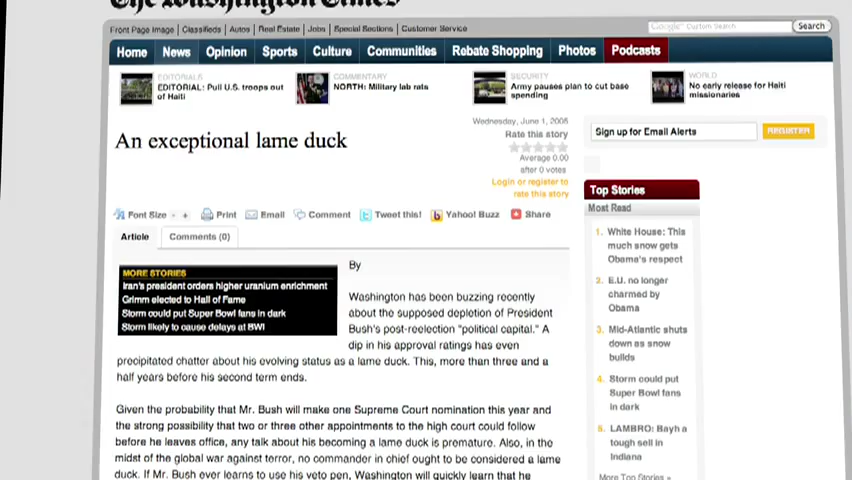 The Washington Times
Front Page Image | Classifieds | Autos | Real Estate | Jobs | Special Sections | Customer Service
Google™ Custom Search
Search
Home News Opinion Sports Culture Communities Rebate Shopping Photos Podcasts
EDITORIALS
EDITORIAL: Pull U.S. troops out
of Haiti
COMMENTARY
NORTH: Military lab rats
SECURITY
Army pauses plan to cut base
spending
WORLD
No early release for Haiti
missionaries
Wednesday, June 1, 2005
An exceptional lame duck
Rate this story
Average 0.00
after 0 votes
Login or register to
rate this story
Sign up for Email Alerts
REGISTER
Font Size - +
Print
Email
Comment
Tweet this!
Yahoo! Buzz
Share
Article
Comments (0)
MORE STORIES
Iran's president orders higher uranium enrichment
Grimm elected to Hall of Fame
Storm could put Super Bowl fans in dark
Storm likely to cause delays at BWI
By
Washington has been buzzing recently
about the supposed depletion of President
Bush's post-reelection "political capital." A
dip in his approval ratings has even
precipitated chatter about his evolving status as a lame duck. This, more than three and a
half years before his second term ends.
Given the probability that Mr. Bush will make one Supreme Court nomination this year and
the strong possibility that two or three other appointments to the high court could follow
before he leaves office, any talk about his becoming a lame duck is premature. Also, in the
midst of the global war against terror, no commander in chief ought to be considered a lame
duck. If Mr. Bush ever learns to use his veto pen, Washington will quickly learn that he
Top Stories
Most Read
1. White House: This
much snow gets
Obama's respect
2. E.U. no longer
charmed by
Obama
3. Mid-Atlantic shuts
down as snow
builds
4. Storm could put
Super Bowl fans
in dark
5. LAMBRO: Bayh a
tough sell in
Indiana
More Top Stories »